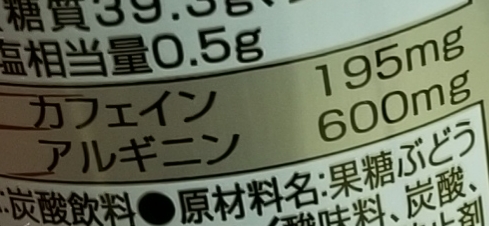 糖質39.3g、
塩相当量0.5g
カフェイン 195mg
アルギニン 600mg
炭酸飲料●原材料名:果糖ぶどう
酸味料、炭酸、
止剤